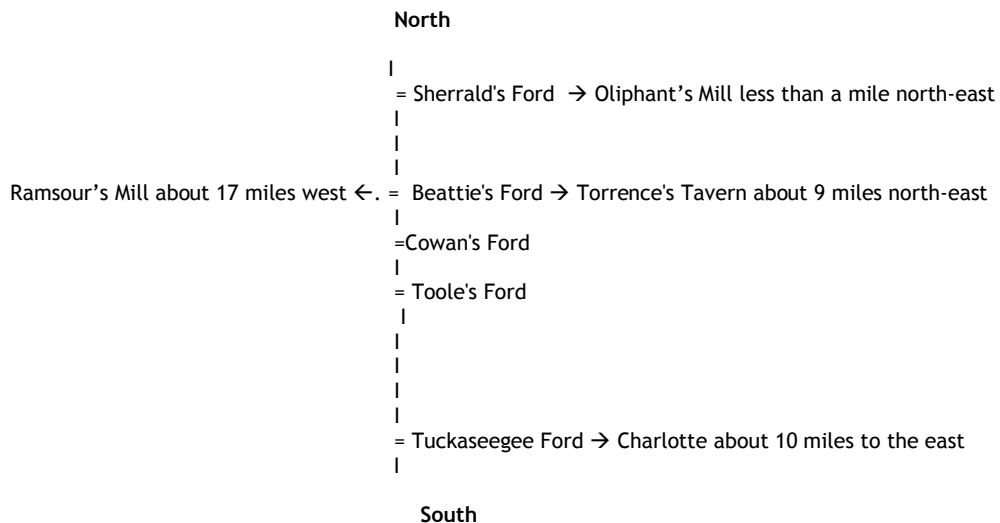 North
I
= Sherrald's Ford → Oliphant’s Mill less than a mile north-east
I
I
I
Ramsour’s Mill about 17 miles west ←. = Beattie's Ford → Torrence's Tavern about 9 miles north-east
I
=Cowan's Ford
I
= Toole's Ford
I
I
I
I
I
= Tuckaseegee Ford → Charlotte about 10 miles to the east
I
South